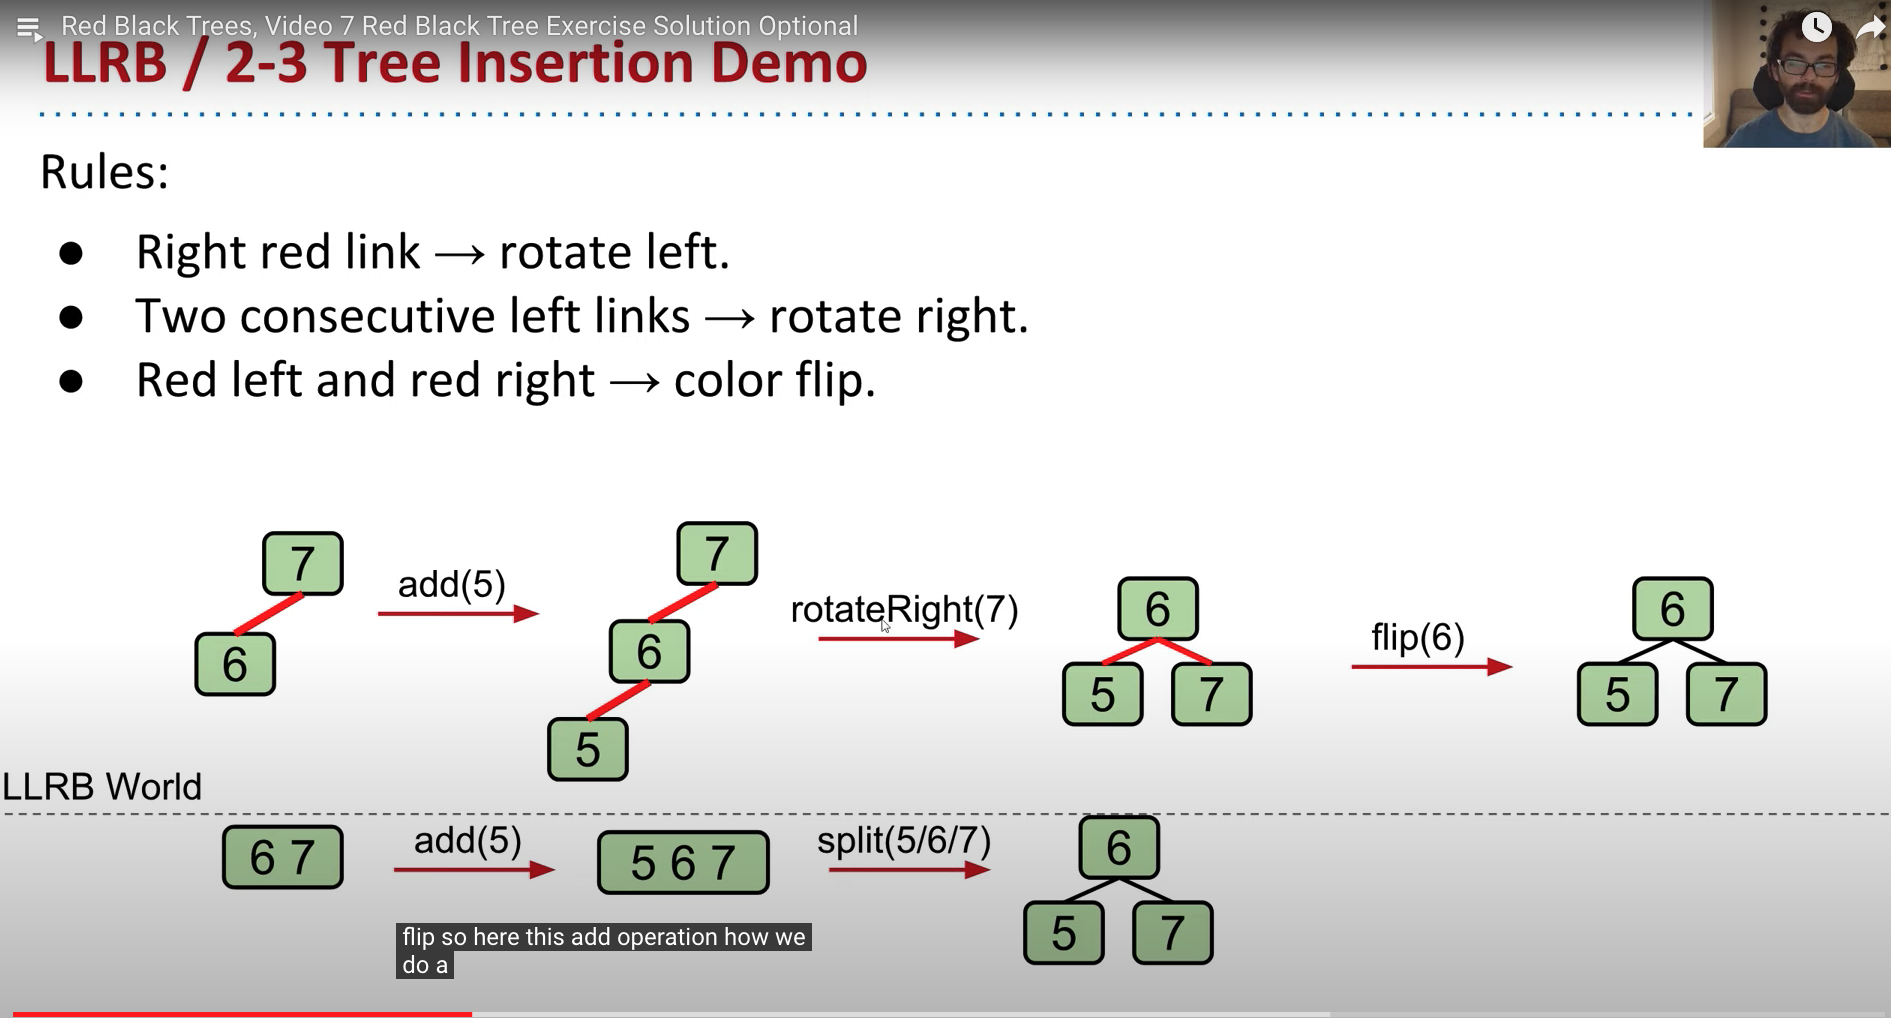 Red Black Trees, Video 7 Red Black Tree Exercise Solution Optional
LLRB / 2-3 Tree Insertion Demo
Rules:
● Right red link → rotate left.
● Two consecutive left links → rotate right.
● Red left and red right → color flip.
7
6
add(5)
7
6
5
rotateRight(7)
6
5 7
flip(6)
6
5 7
LLRB World
6 7
add(5)
5 6 7
split(5/6/7)
6
5 7
flip so here this add operation how we
do a